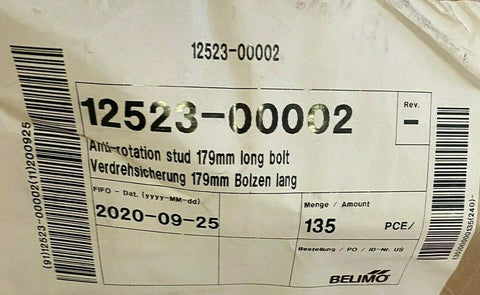 12523-00002
12523-00002
Rev.
-
Anti-rotation stud 179mm long bolt
Verdrehsicherung 179mm Bolzen lang
FIFO - Dat. (yyyy-MM-dd)
2020-09-25
Menge / Amount
135 PCE/
Bestellung / PO / ID-Nr. US
BELIMO
(91)12523-00002(11)200925